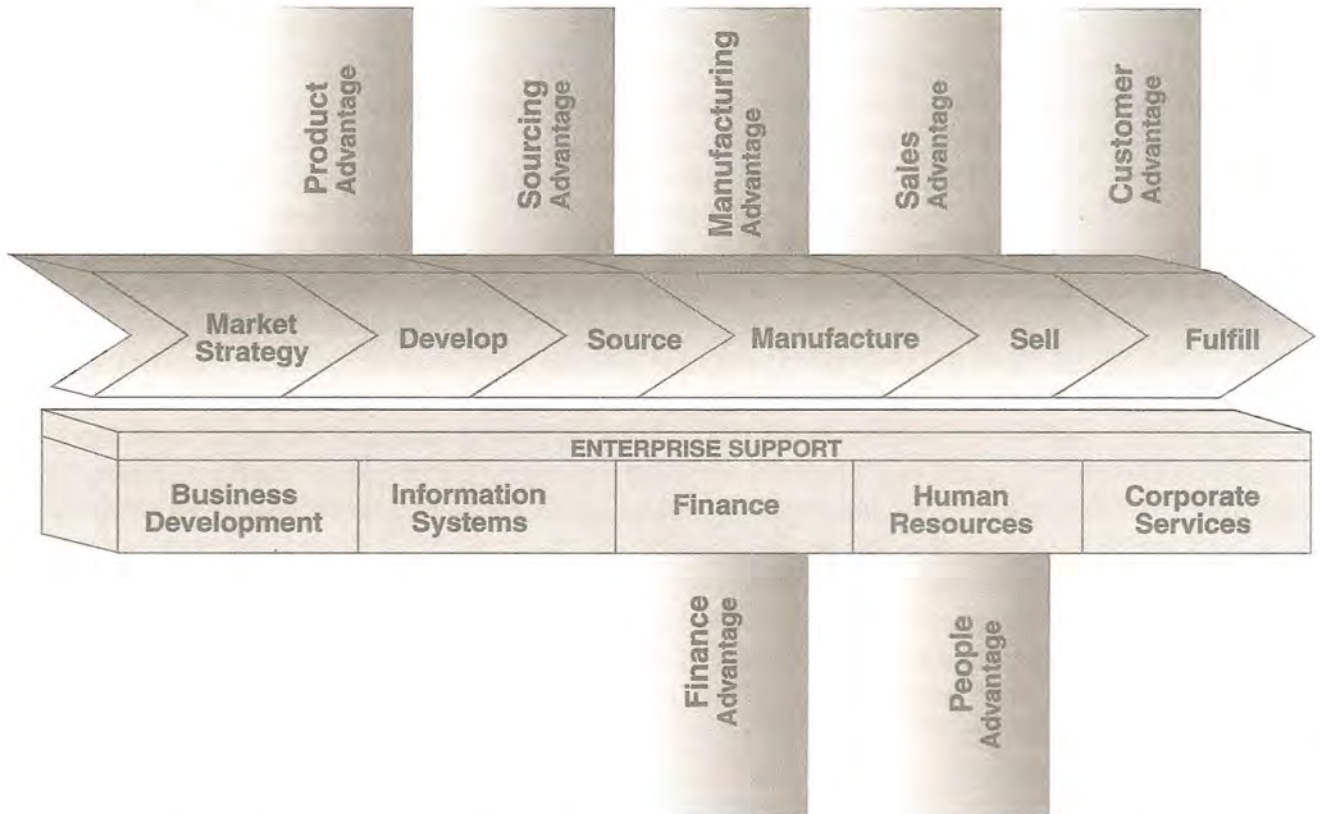 Product
Advantage
Sourcing
Advantage
Manufacturing
Advantage
Sales
Advantage
Customer
Advantage
Market
Strategy
Develop
Source
Manufacture
Sell
Fulfill
ENTERPRISE SUPPORT
Business
Development
Information
Systems
Finance
Human
Resources
Corporate
Services
Finance
Advantage
People
Advantage